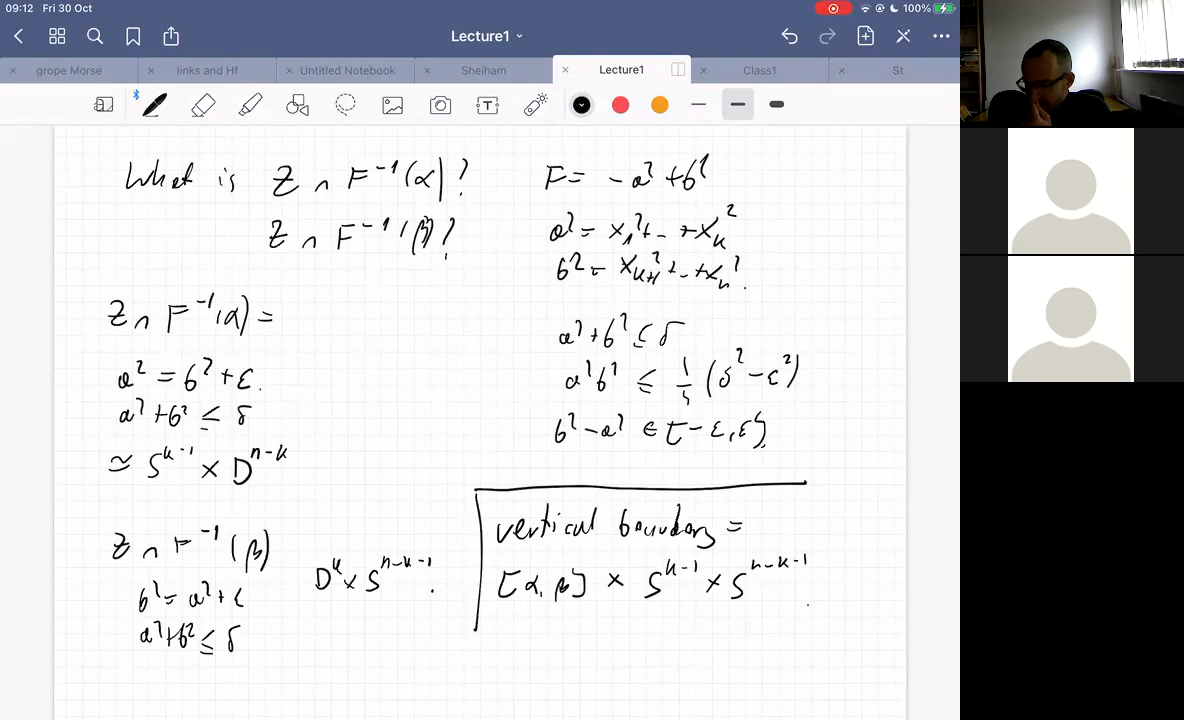 09:12 Fri 30 Oct
100%
Lecture1
grope Morse
links and Hf
Untitled Notebook
Sheiham
Lecture1
Class1
St
What is Z ∩ F⁻¹(α)?
Z ∩ F⁻¹(β)?
Z ∩ F⁻¹(α) =
a² = b² + ε.
a² + b² ≤ δ
≃ S^{k-1} × D^{n-k}
Z ∩ F⁻¹(β)
b² = a² + ε
a² + b² ≤ δ
D^k × S^{n-k-1}.
F = -a² + b²
a² = x₁² + - + x_k²
b² = x_{k+1}² + - + x_n².
a² + b² ≤ δ
a² b² ≤ 1/4 (δ² - ε²)
b² - a² ∈ [-ε, ε].
vertical boundary =
[α, β] × S^{k-1} × S^{n-k-1}.